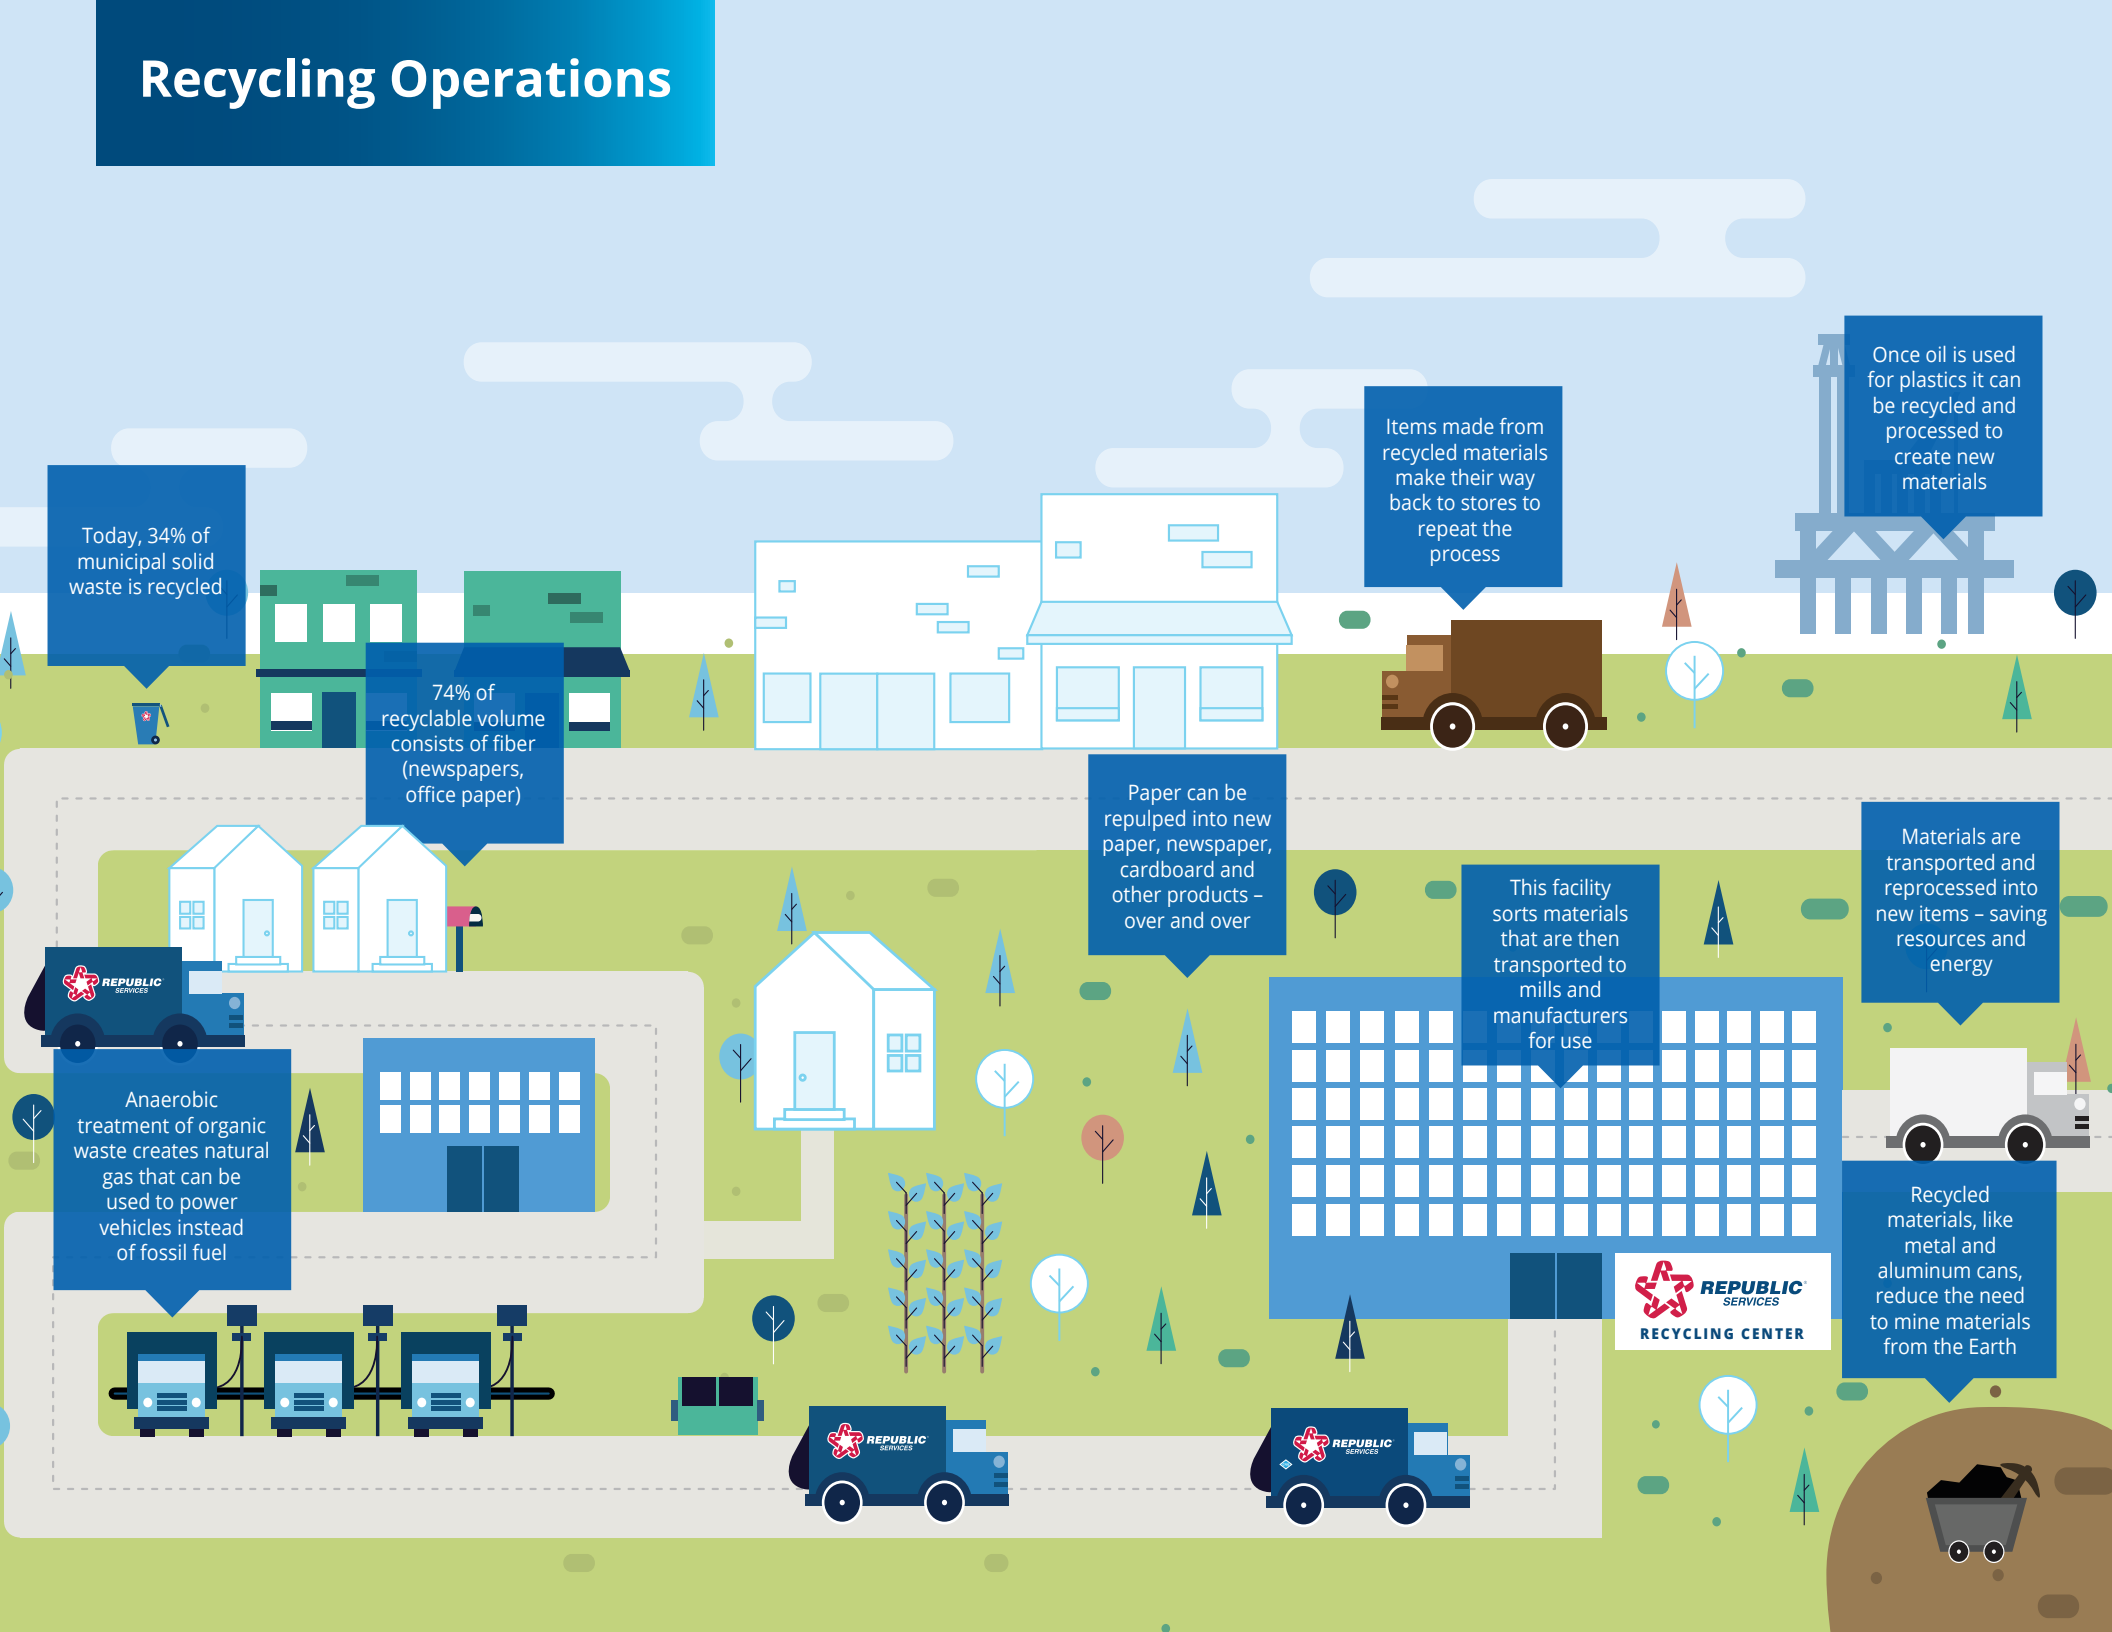 Recycling Operations
Once oil is used
for plastics it can
be recycled and
processed to
create new
materials
Items made from
recycled materials
make their way
back to stores to
repeat the
process
Today, 34% of
municipal solid
waste is recycled
74% of
recyclable volume
consists of fiber
(newspapers,
office paper)
Paper can be
repulped into new
paper, newspaper,
cardboard and
other products –
over and over
Materials are
transported and
reprocessed into
new items – saving
resources and
energy
This facility
sorts materials
that are then
transported to
mills and
manufacturers
for use
REPUBLIC
SERVICES
Anaerobic
treatment of organic
waste creates natural
gas that can be
used to power
vehicles instead
of fossil fuel
Recycled
materials, like
metal and
aluminum cans,
reduce the need
to mine materials
from the Earth
REPUBLIC
SERVICES
RECYCLING CENTER
REPUBLIC
SERVICES
REPUBLIC
SERVICES